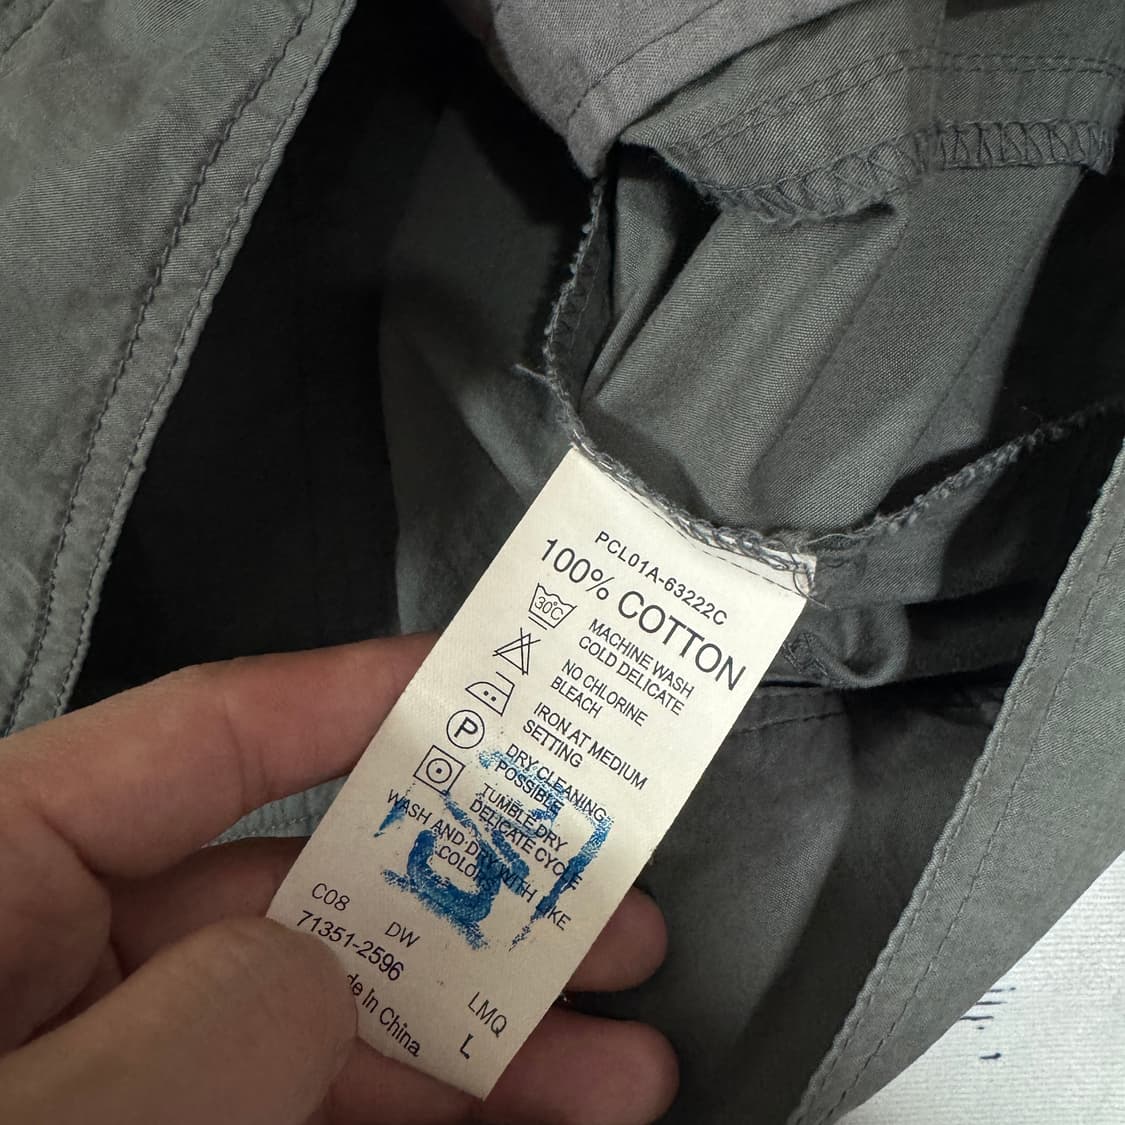 PCL01A-63222C
100% COTTON
30°C
MACHINE WASH
COLD DELICATE
NO CHLORINE
BLEACH
IRON AT MEDIUM
SETTING
P
DRY CLEANING
POSSIBLE
TUMBLE DRY
DELICATE CYCLE
WASH AND DRY WITH LIKE
COLOR
C08
DW
71351-2596
de in China
LMQ
L